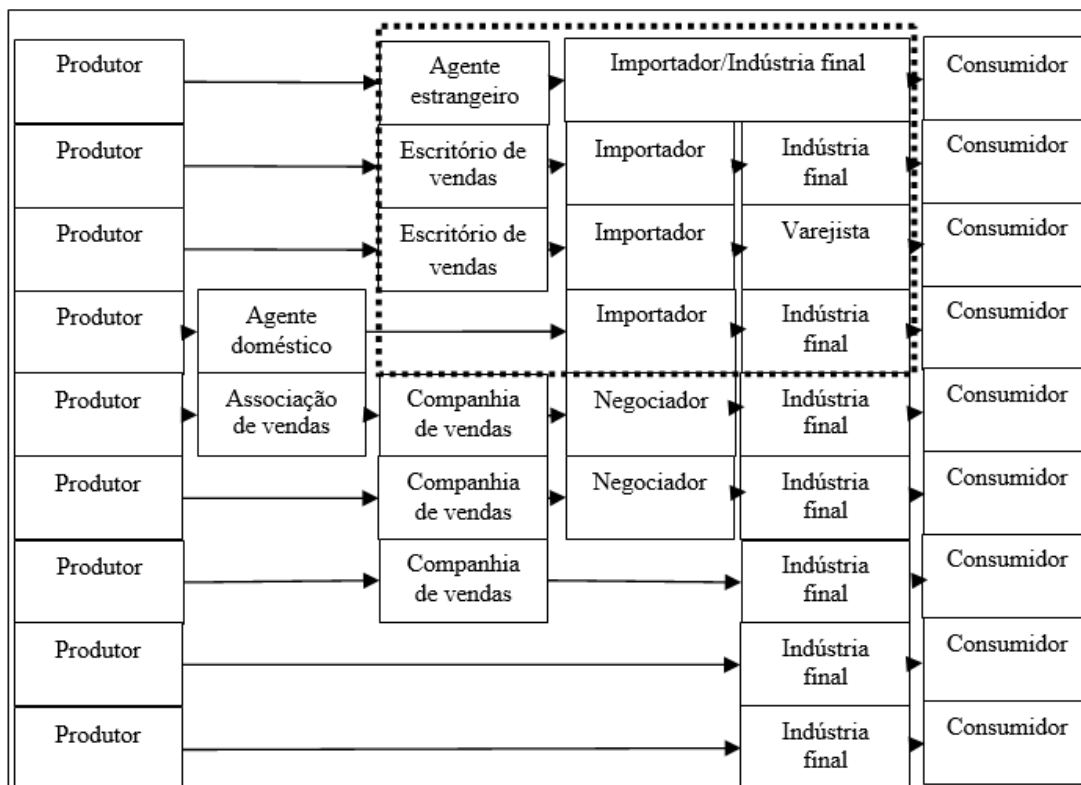 Produtor
Agente
estrangeiro
Importador/Indústria final
Consumidor
Produtor
Escritório de
vendas
Importador
Indústria
final
Consumidor
Produtor
Escritório de
vendas
Importador
Varejista
Consumidor
Produtor
Agente
doméstico
Importador
Indústria
final
Consumidor
Produtor
Associação
de vendas
Companhia
de vendas
Negociador
Indústria
final
Consumidor
Produtor
Companhia
de vendas
Negociador
Indústria
final
Consumidor
Produtor
Companhia
de vendas
Indústria
final
Consumidor
Produtor
Indústria
final
Consumidor
Produtor
Indústria
final
Consumidor